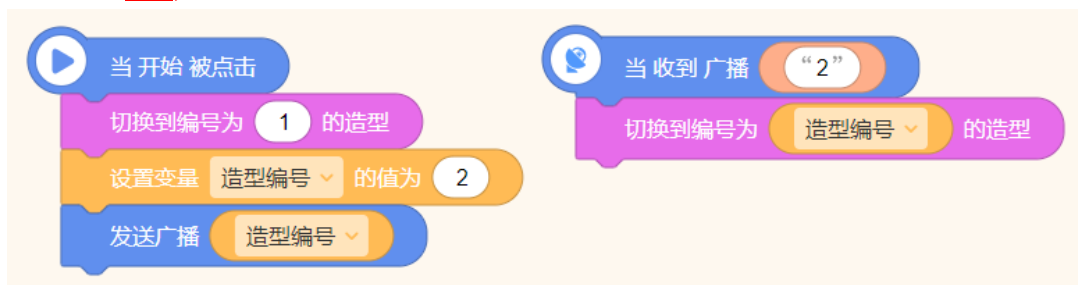 当 开始 被点击
切换到编号为 1 的造型
设置变量 造型编号 的值为 2
发送广播 造型编号
当 收到 广播 “2”
切换到编号为 造型编号 的造型